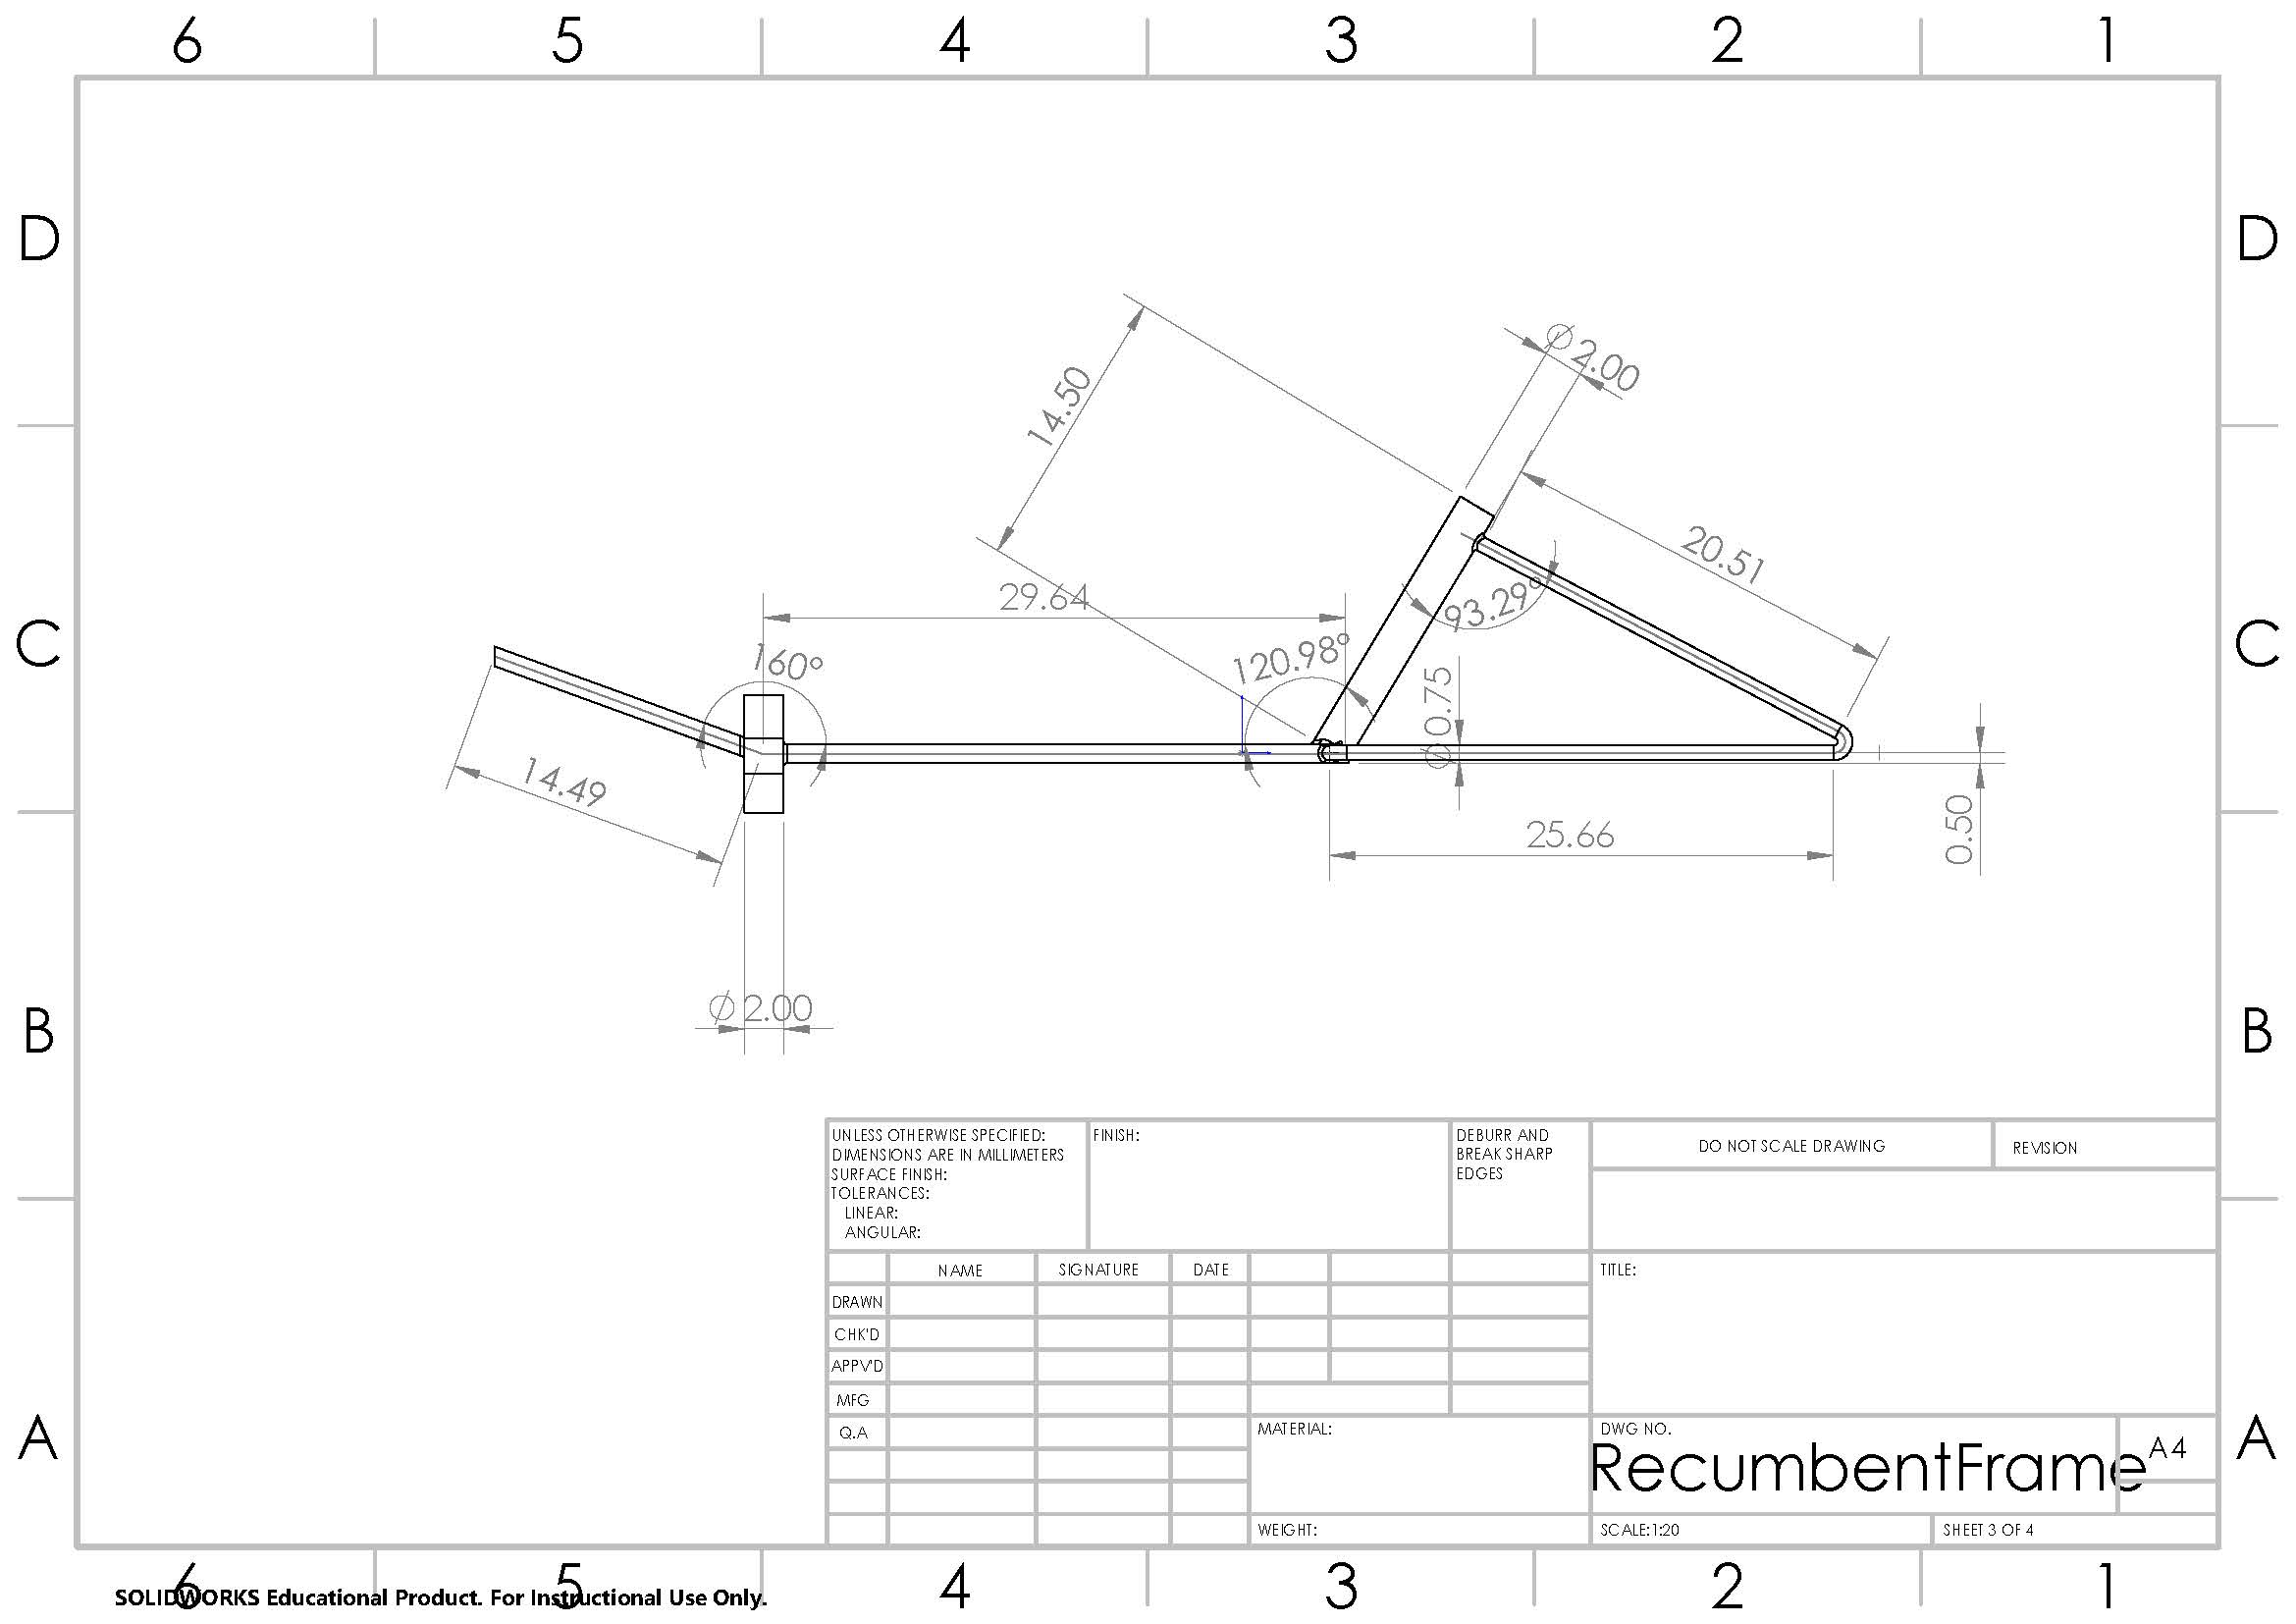 6 5 4 3 2 1
D D
⌀2.00
14.50
20.51
29.64
93.29°
C C
120.98°
160°
⌀0.75
14.49
25.66
0.50
⌀2.00
B B
UNLESS OTHERWISE SPECIFIED:
DIMENSIONS ARE IN MILLIMETERS
SURFACE FINISH:
TOLERANCES:
LINEAR:
ANGULAR:
FINISH:
DEBURR AND
BREAK SHARP
EDGES
DO NOT SCALE DRAWING
REVISION
NAME SIGNATURE DATE
TITLE:
DRAWN
CHK'D
APPV'D
MFG
Q.A
MATERIAL:
DWG NO.
RecumbentFrame
A4
A A
WEIGHT:
SCALE:1:20
SHEET 3 OF 4
6 5 4 3 2 1
SOLIDWORKS Educational Product. For Instructional Use Only.